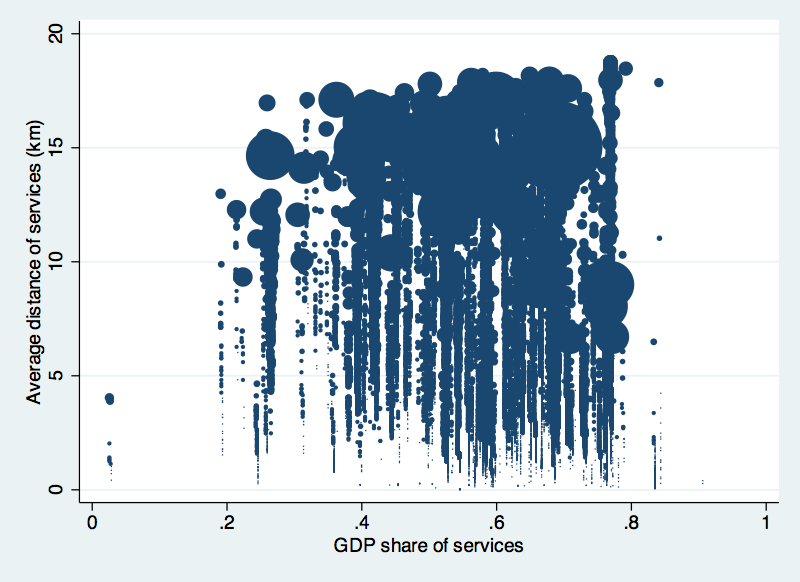 20
15
10
5
0
Average distance of services (km)
0 .2 .4 .6 .8 1
GDP share of services